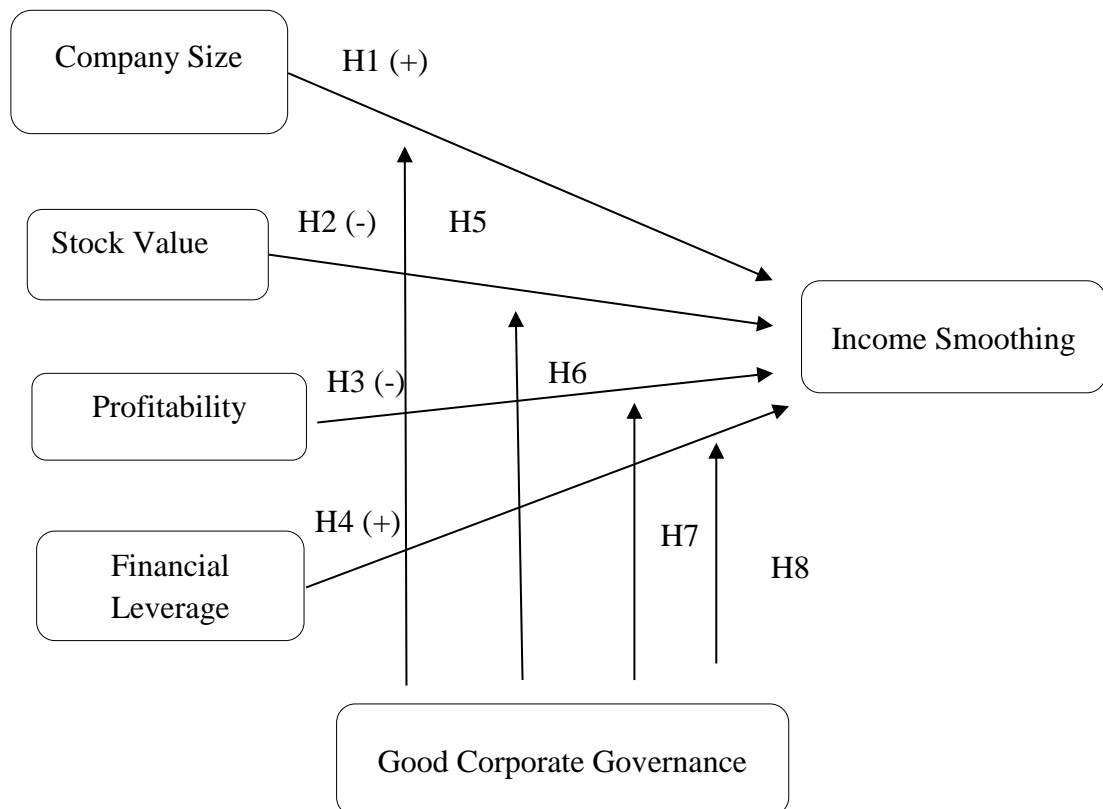 Company Size
H1 (+)
Stock Value
H2 (-)
H5
Income Smoothing
Profitability
H3 (-)
H6
Financial
Leverage
H4 (+)
H7
H8
Good Corporate Governance